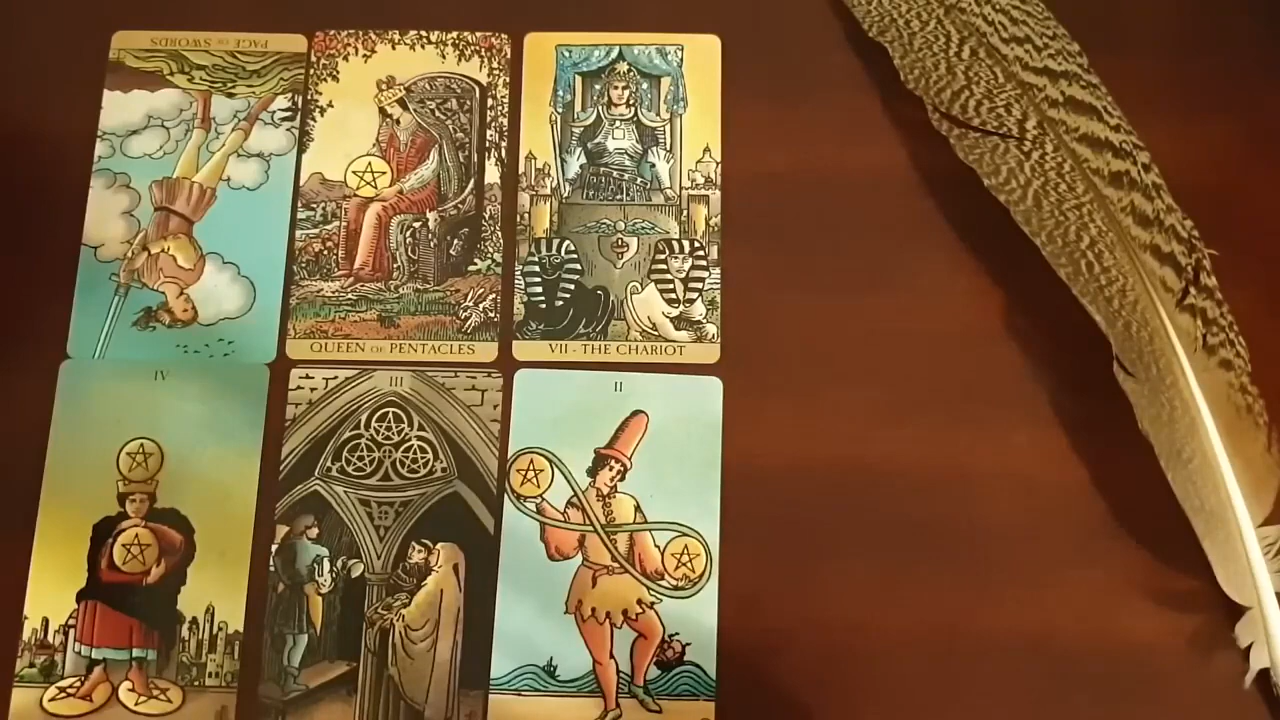 PAGE OF SWORDS
QUEEN OF PENTACLES
VII - THE CHARIOT
IV
III
II